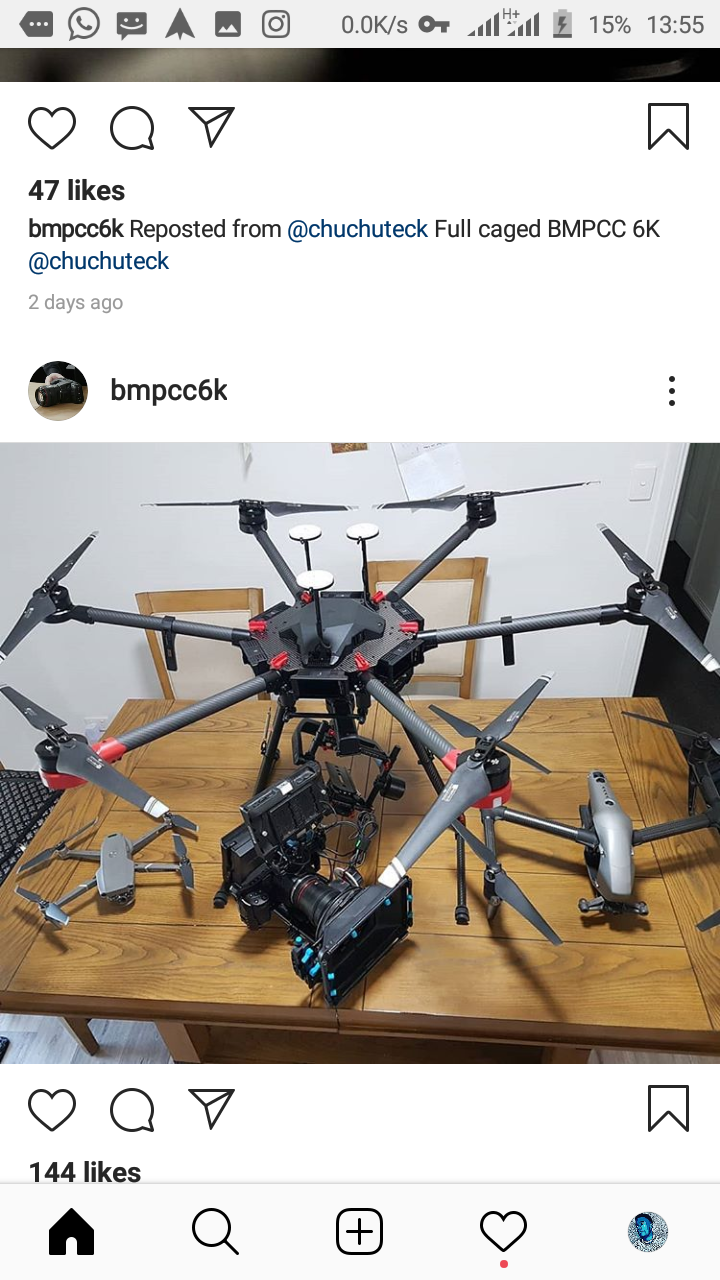 0.0K/s H+ 15% 13:55
47 likes
bmpcc6k Reposted from @chuchuteck Full caged BMPCC 6K
@chuchuteck
2 days ago
bmpcc6k
144 likes